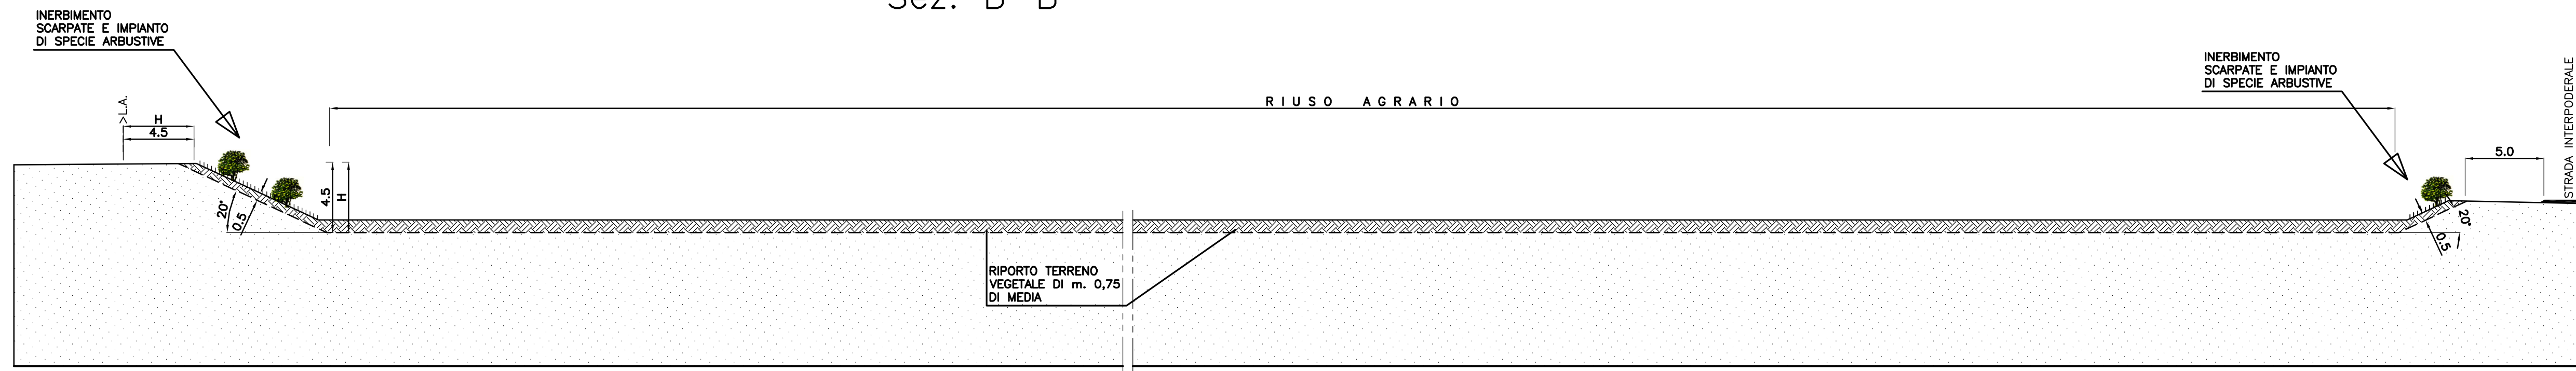 Sez. B-B
INERBIMENTO
SCARPATE E IMPIANTO
DI SPECIE ARBUSTIVE
INERBIMENTO
SCARPATE E IMPIANTO
DI SPECIE ARBUSTIVE
STRADA INTERPODERALE
>L.A.
H
4.5
RIUSO AGRARIO
5.0
4.5
H
20°
0.5
20°
0.5
RIPORTO TERRENO
VEGETALE DI m. 0,75
DI MEDIA